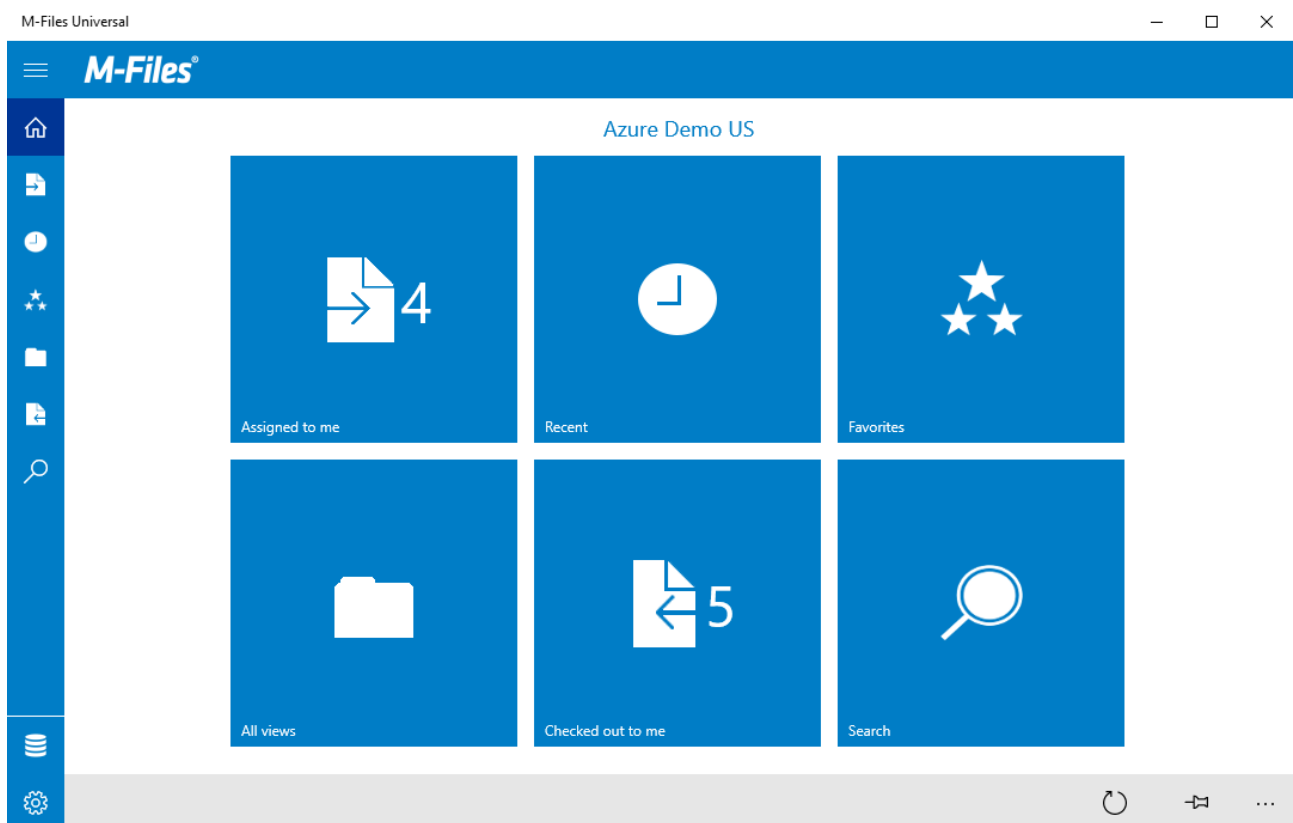 M-Files Universal
M-Files®
Azure Demo US
4
Assigned to me
Recent
Favorites
All views
5
Checked out to me
Search